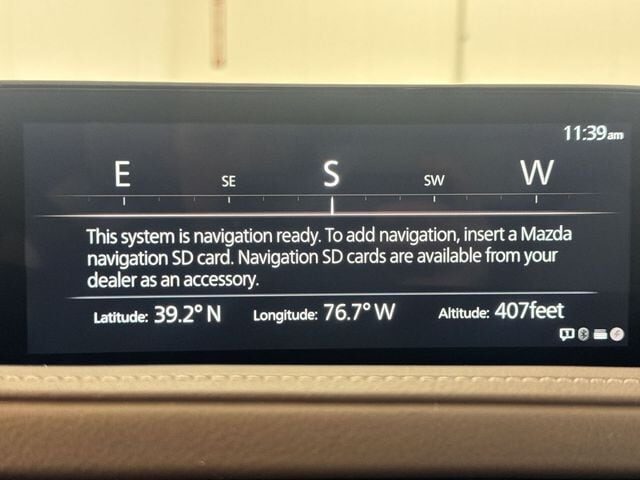 11:39am
E SE S SW W
This system is navigation ready. To add navigation, insert a Mazda
navigation SD card. Navigation SD cards are available from your
dealer as an accessory.
Latitude: 39.2° N Longitude: 76.7° W Altitude: 407feet